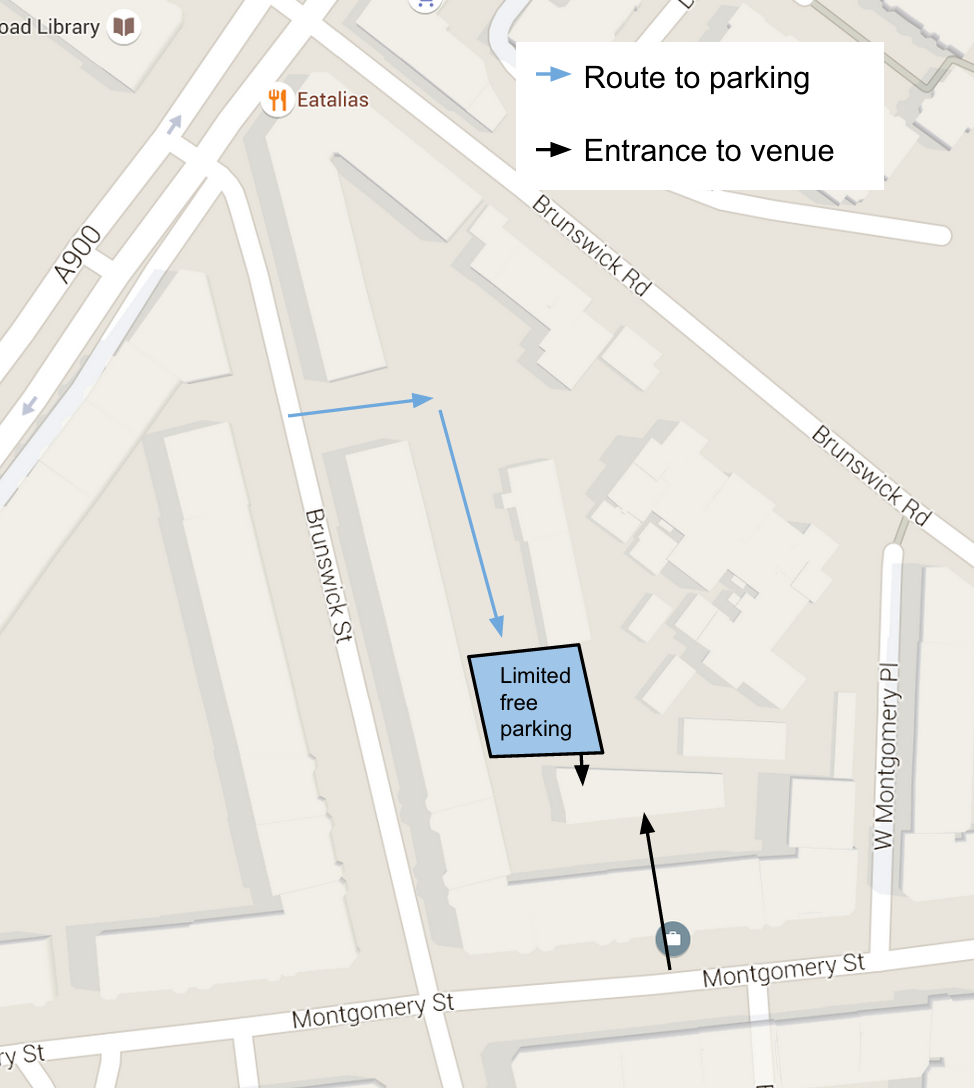 oad Library
Eatalias
Route to parking
Entrance to venue
A900
Brunswick Rd
Brunswick Rd
Brunswick St
Limited
free
parking
W Montgomery Pl
Montgomery St
Montgomery St
ry St